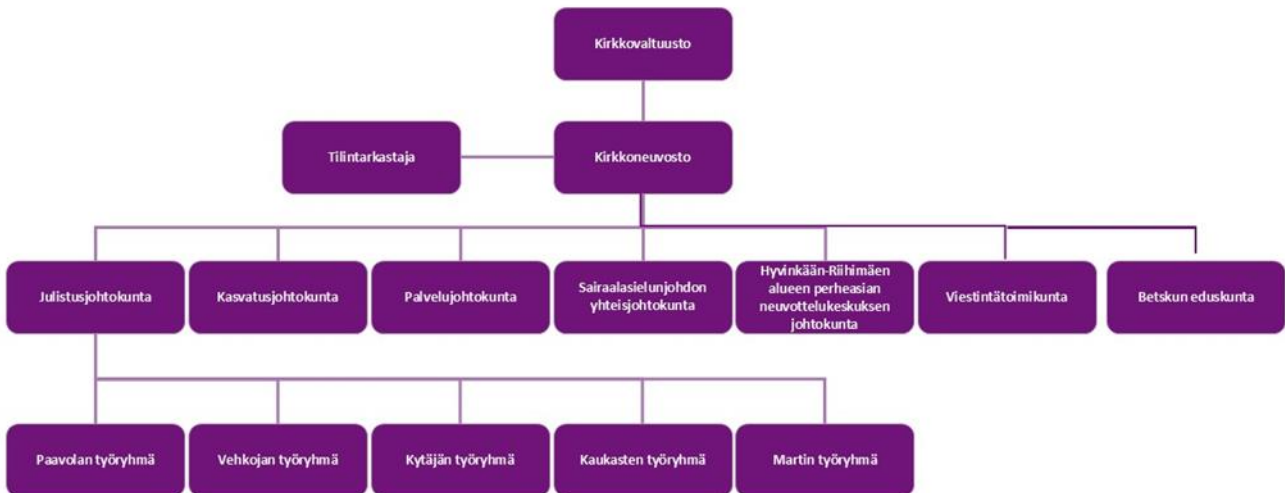 Kirkkovaltuusto
Tilintarkastaja
Kirkkoneuvosto
Julistusjohtokunta
Kasvatusjohtokunta
Palvelujohtokunta
Sairaalasielunjohdon
yhteisjohtokunta
Hyvinkään-Riihimäen
alueen perheasian
neuvottelukeskuksen
johtokunta
Viestintätoimikunta
Betskun eduskunta
Paavolan työryhmä
Vehkojan työryhmä
Kytäjän työryhmä
Kaukasten työryhmä
Martin työryhmä